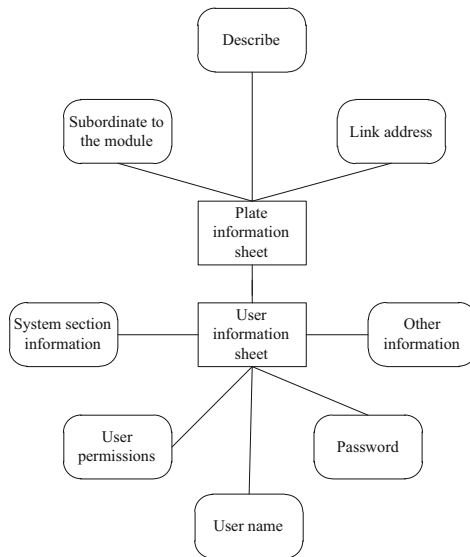 Describe
Subordinate to
the module
Link address
Plate
information
sheet
System section
information
User
information
sheet
Other
information
User
permissions
Password
User name